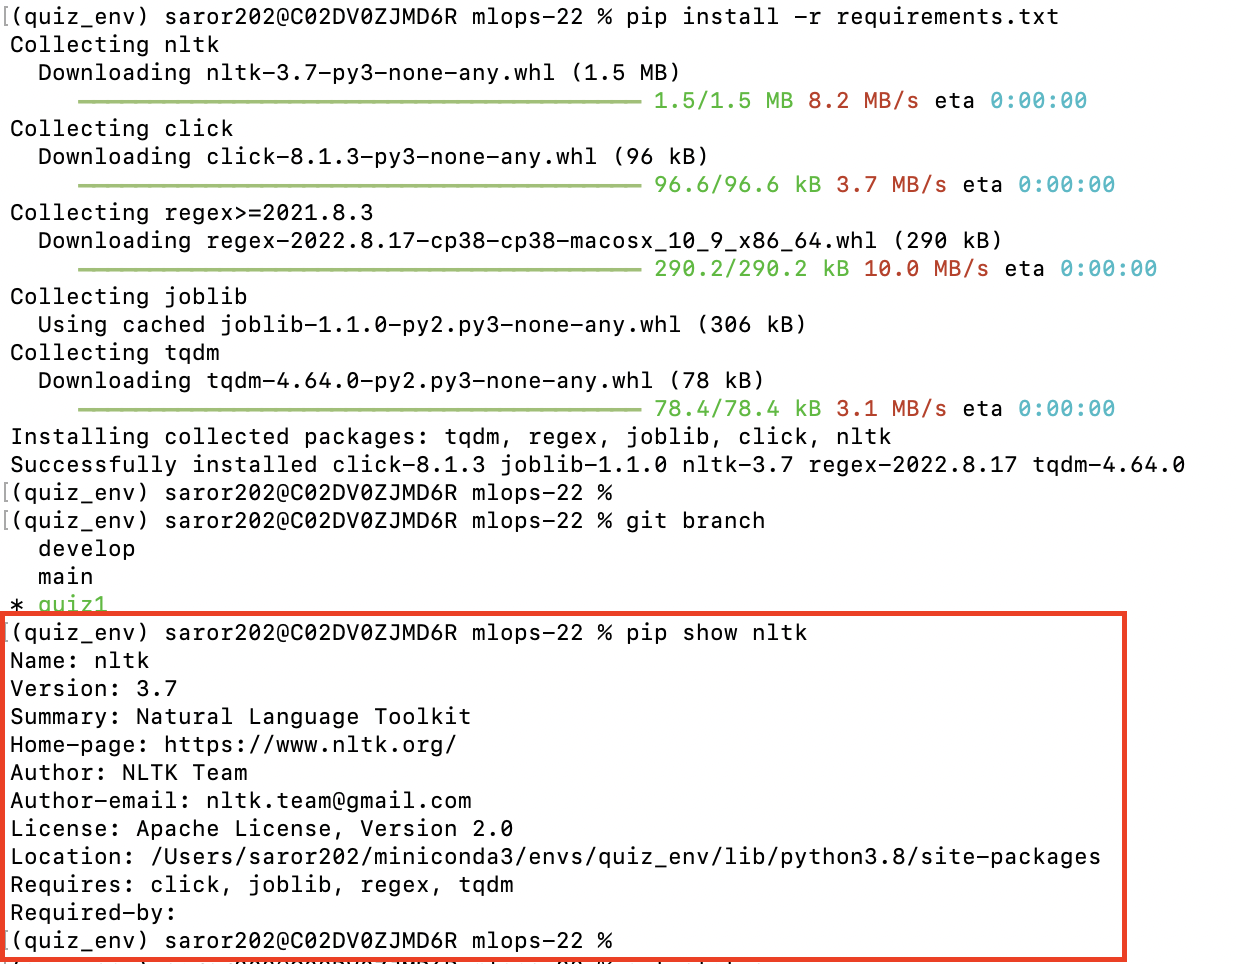 [(quiz_env) saror202@C02DV0ZJMD6R mlops-22 % pip install -r requirements.txt
Collecting nltk
Downloading nltk-3.7-py3-none-any.whl (1.5 MB)
1.5/1.5 MB 8.2 MB/s eta 0:00:00
Collecting click
Downloading click-8.1.3-py3-none-any.whl (96 kB)
96.6/96.6 kB 3.7 MB/s eta 0:00:00
Collecting regex>=2021.8.3
Downloading regex-2022.8.17-cp38-cp38-macosx_10_9_x86_64.whl (290 kB)
290.2/290.2 kB 10.0 MB/s eta 0:00:00
Collecting joblib
Using cached joblib-1.1.0-py2.py3-none-any.whl (306 kB)
Collecting tqdm
Downloading tqdm-4.64.0-py2.py3-none-any.whl (78 kB)
78.4/78.4 kB 3.1 MB/s eta 0:00:00
Installing collected packages: tqdm, regex, joblib, click, nltk
Successfully installed click-8.1.3 joblib-1.1.0 nltk-3.7 regex-2022.8.17 tqdm-4.64.0
[(quiz_env) saror202@C02DV0ZJMD6R mlops-22 %
[(quiz_env) saror202@C02DV0ZJMD6R mlops-22 % git branch
develop
main
* quiz1
[(quiz_env) saror202@C02DV0ZJMD6R mlops-22 % pip show nltk
Name: nltk
Version: 3.7
Summary: Natural Language Toolkit
Home-page: https://www.nltk.org/
Author: NLTK Team
Author-email: nltk.team@gmail.com
License: Apache License, Version 2.0
Location: /Users/saror202/miniconda3/envs/quiz_env/lib/python3.8/site-packages
Requires: click, joblib, regex, tqdm
Required-by:
[(quiz_env) saror202@C02DV0ZJMD6R mlops-22 %